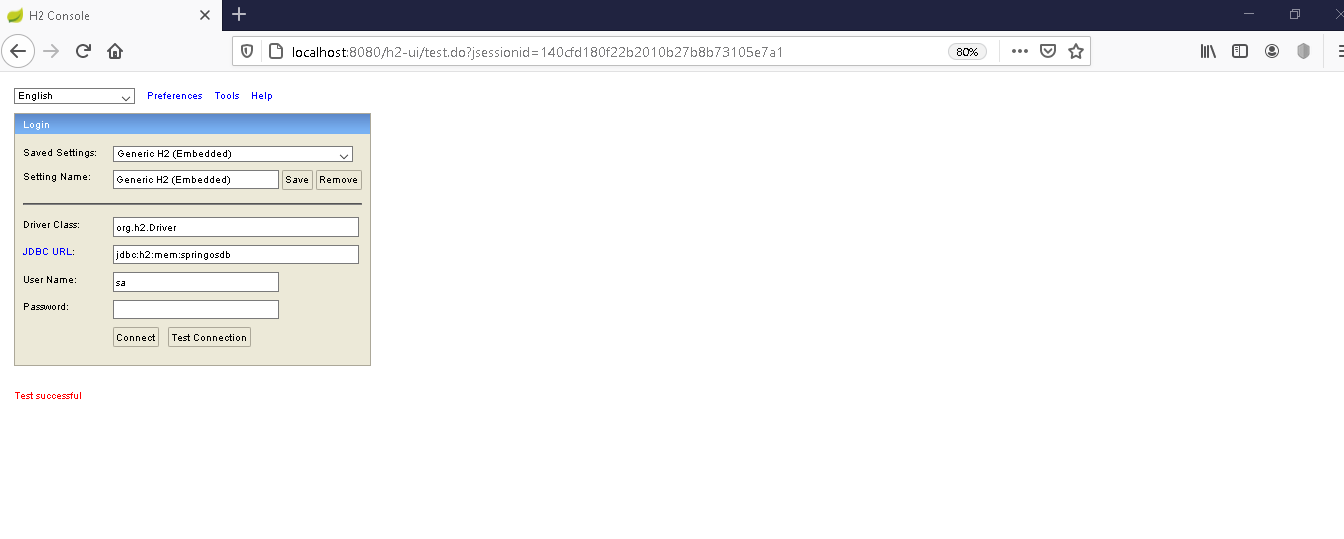 H2 Console
localhost:8080/h2-ui/test.do?jsessionid=140cfd180f22b2010b27b8b73105e7a1
80%
English Preferences Tools Help
Login
Saved Settings: Generic H2 (Embedded)
Setting Name: Generic H2 (Embedded) Save Remove
Driver Class: org.h2.Driver
JDBC URL: jdbc:h2:mem:springosdb
User Name: sa
Password:
Connect Test Connection
Test successful